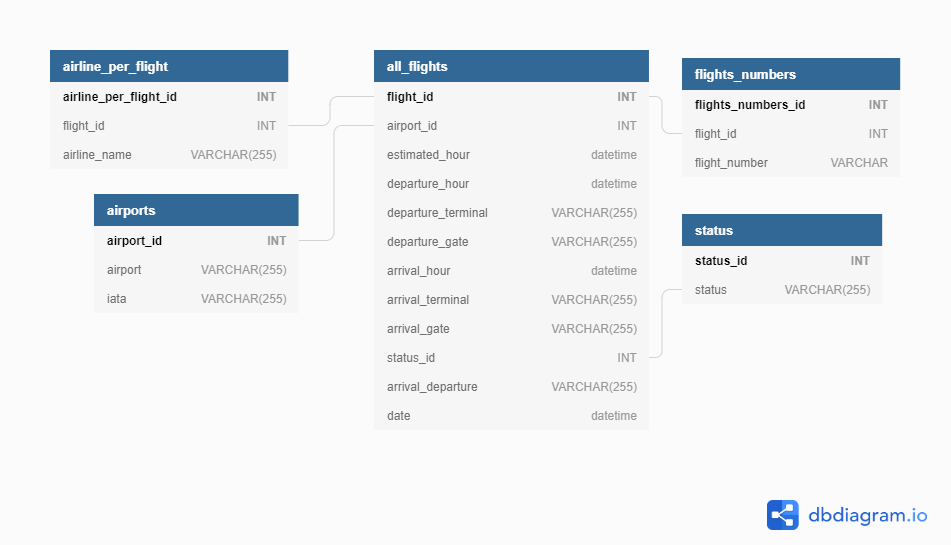 airline_per_flight
airline_per_flight_id INT
flight_id INT
airline_name VARCHAR(255)
airports
airport_id INT
airport VARCHAR(255)
iata VARCHAR(255)
all_flights
flight_id INT
airport_id INT
estimated_hour datetime
departure_hour datetime
departure_terminal VARCHAR(255)
departure_gate VARCHAR(255)
arrival_hour datetime
arrival_terminal VARCHAR(255)
arrival_gate VARCHAR(255)
status_id INT
arrival_departure VARCHAR(255)
date datetime
flights_numbers
flights_numbers_id INT
flight_id INT
flight_number VARCHAR
status
status_id INT
status VARCHAR(255)
dbdiagram.io